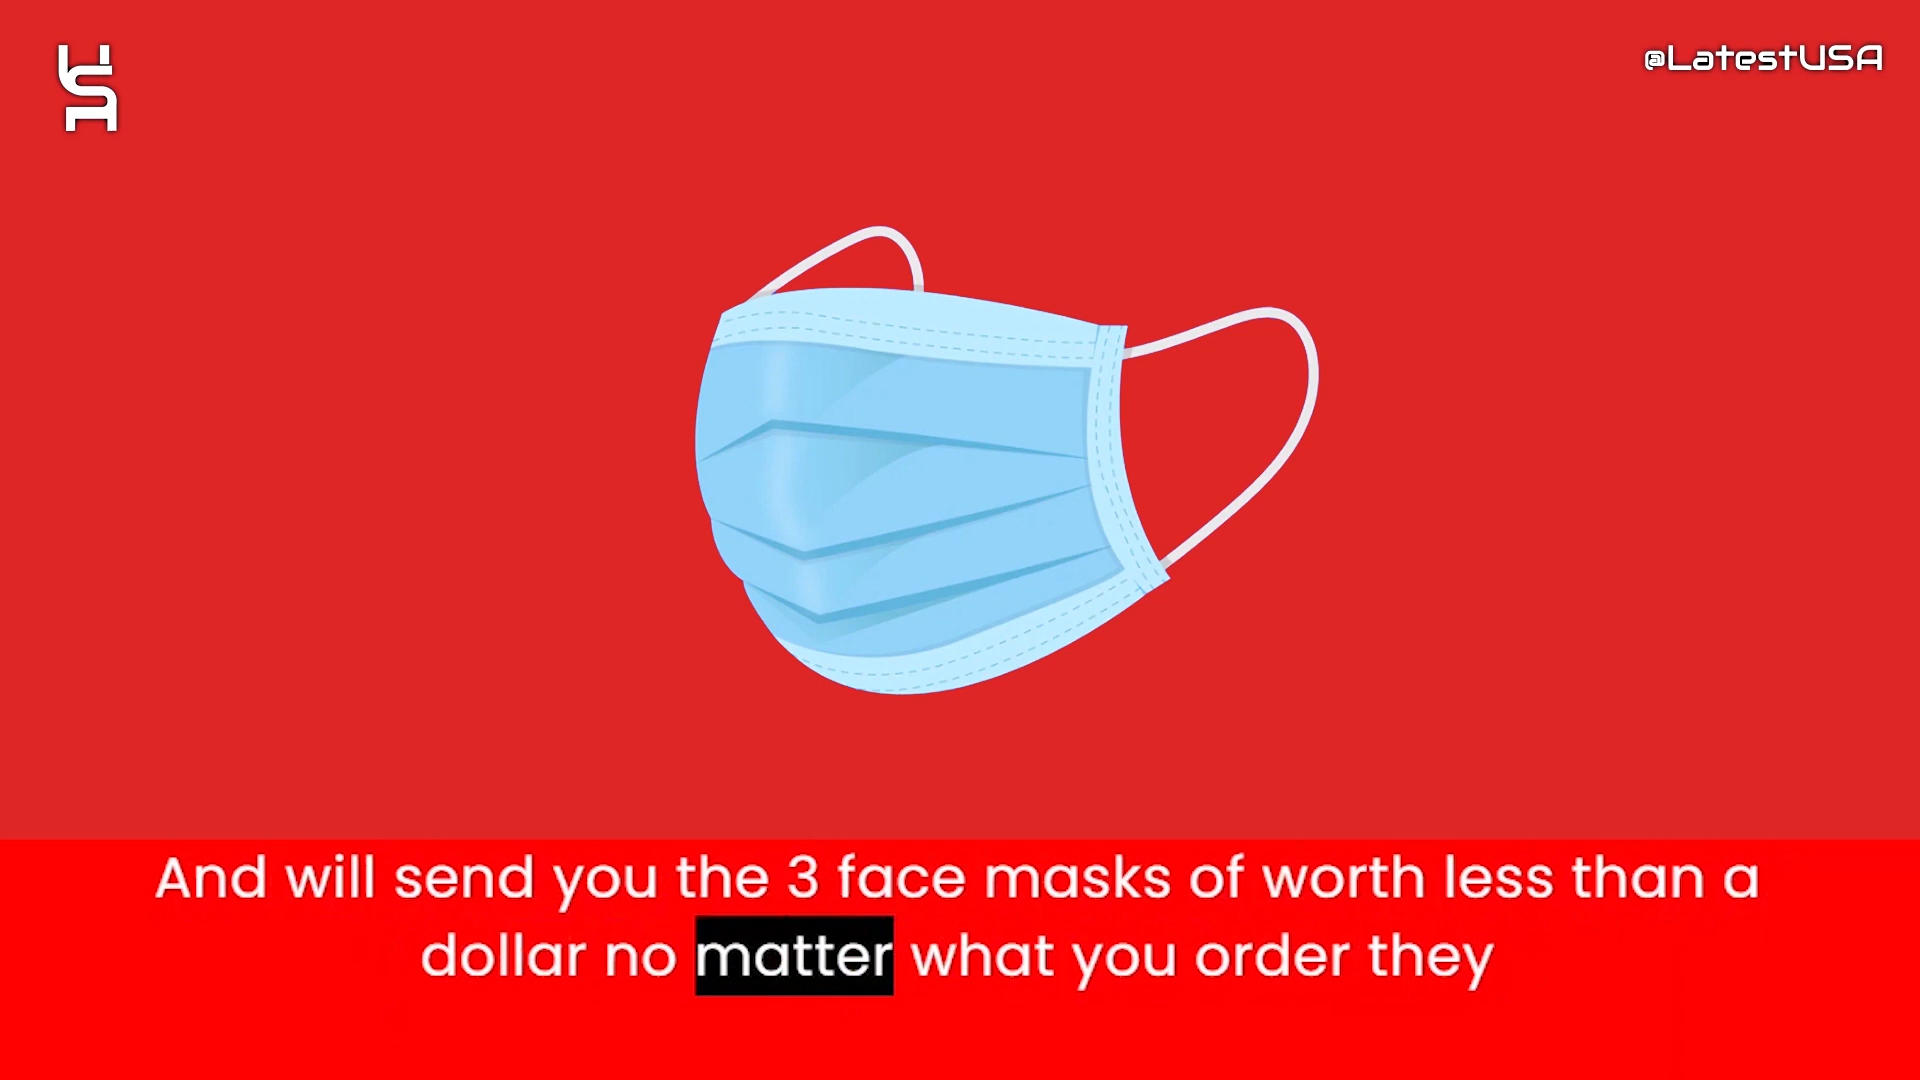 USA
@LatestUSA
And will send you the 3 face masks of worth less than a
dollar no matter what you order they